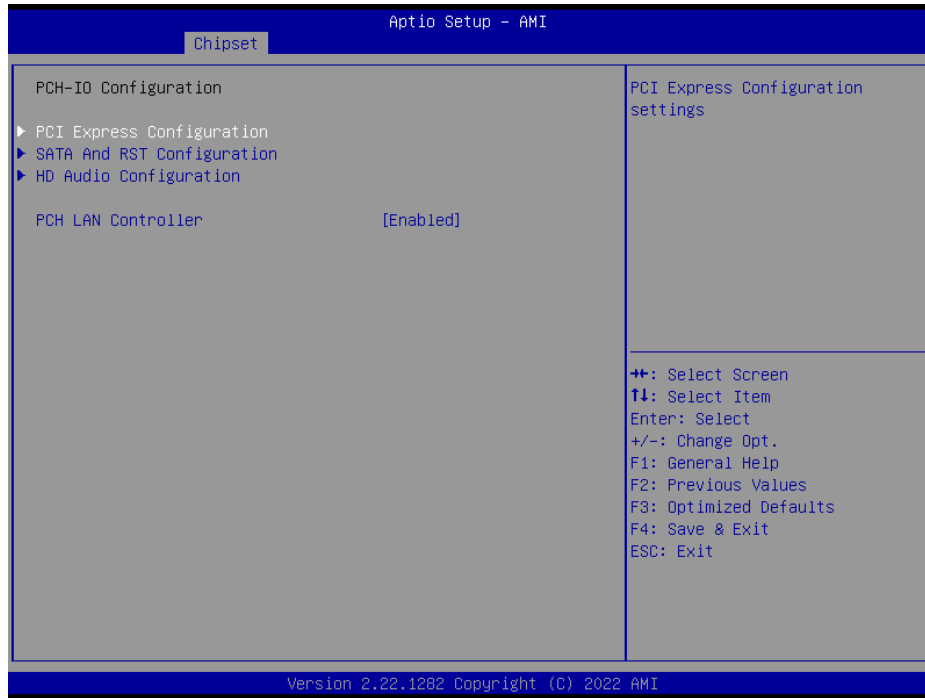 Aptio Setup – AMI
Chipset
PCH-IO Configuration
▶ PCI Express Configuration
▶ SATA And RST Configuration
▶ HD Audio Configuration
PCH LAN Controller [Enabled]
PCI Express Configuration
settings
→←: Select Screen
↑↓: Select Item
Enter: Select
+/-: Change Opt.
F1: General Help
F2: Previous Values
F3: Optimized Defaults
F4: Save & Exit
ESC: Exit
Version 2.22.1282 Copyright (C) 2022 AMI